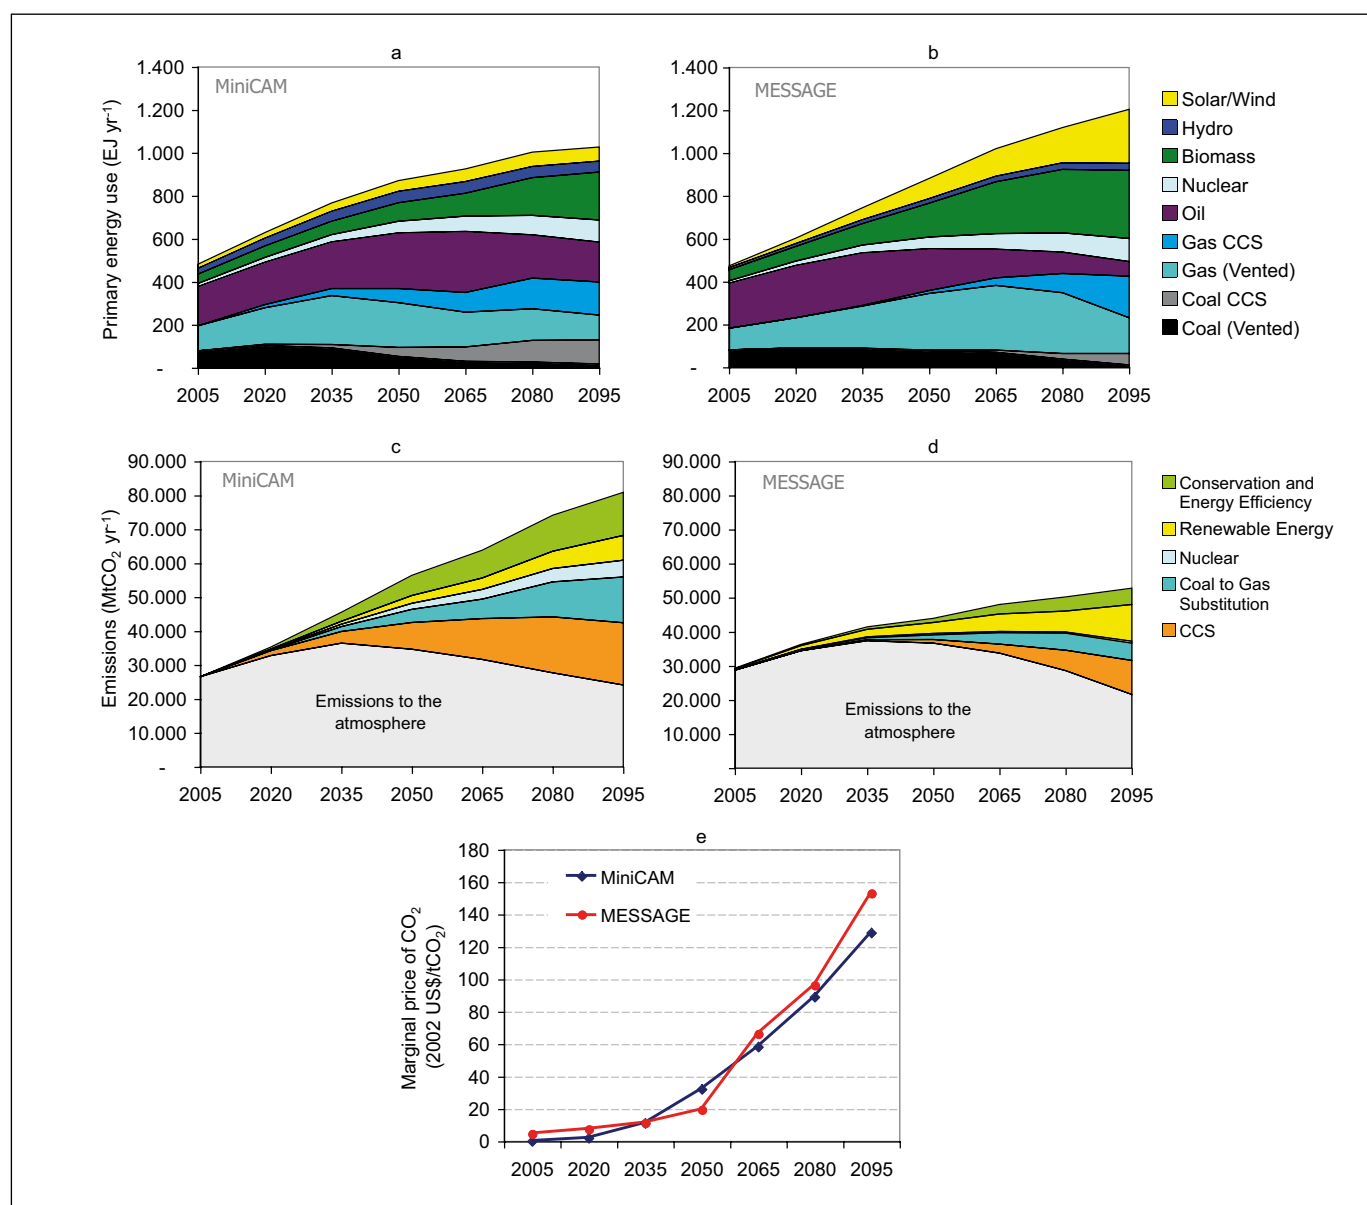 a
MiniCAM
Primary energy use (EJ yr⁻¹)
1.400
1.200
1.000
800
600
400
200
-
2005 2020 2035 2050 2065 2080 2095
b
MESSAGE
1.400
1.200
1.000
800
600
400
200
-
2005 2020 2035 2050 2065 2080 2095
Solar/Wind
Hydro
Biomass
Nuclear
Oil
Gas CCS
Gas (Vented)
Coal CCS
Coal (Vented)
c
MiniCAM
Emissions (MtCO₂ yr⁻¹)
90.000
80.000
70.000
60.000
50.000
40.000
30.000
20.000
10.000
-
Emissions to the
atmosphere
2005 2020 2035 2050 2065 2080 2095
d
MESSAGE
90.000
80.000
70.000
60.000
50.000
40.000
30.000
20.000
10.000
Emissions to the
atmosphere
2005 2020 2035 2050 2065 2080 2095
Conservation and
Energy Efficiency
Renewable Energy
Nuclear
Coal to Gas
Substitution
CCS
e
Marginal price of CO₂
(2002 US$/tCO₂)
180
160
140
120
100
80
60
40
20
0
MiniCAM
MESSAGE
2005 2020 2035 2050 2065 2080 2095